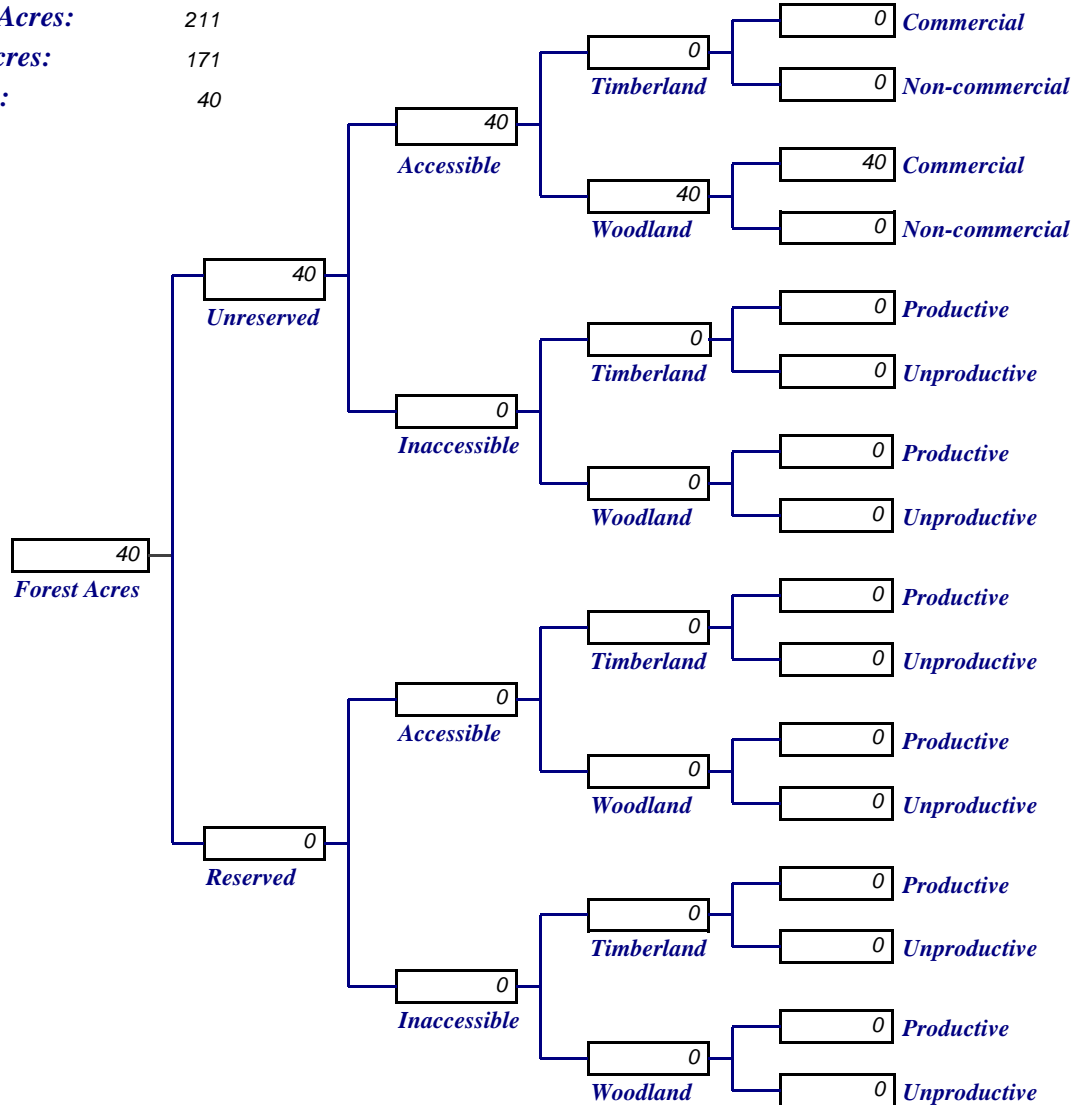 Acres: 211
0 Commercial
cres: 171
0
Timberland
0 Non-commercial
: 40
40
Accessible
40 Commercial
40
Woodland
0 Non-commercial
40
Unreserved
0 Productive
0
Timberland
0 Unproductive
0
Inaccessible
0 Productive
0
Woodland
0 Unproductive
40
Forest Acres
0 Productive
0
Timberland
0 Unproductive
0
Accessible
0 Productive
0
Woodland
0 Unproductive
0
Reserved
0 Productive
0
Timberland
0 Unproductive
0
Inaccessible
0 Productive
0
Woodland
0 Unproductive